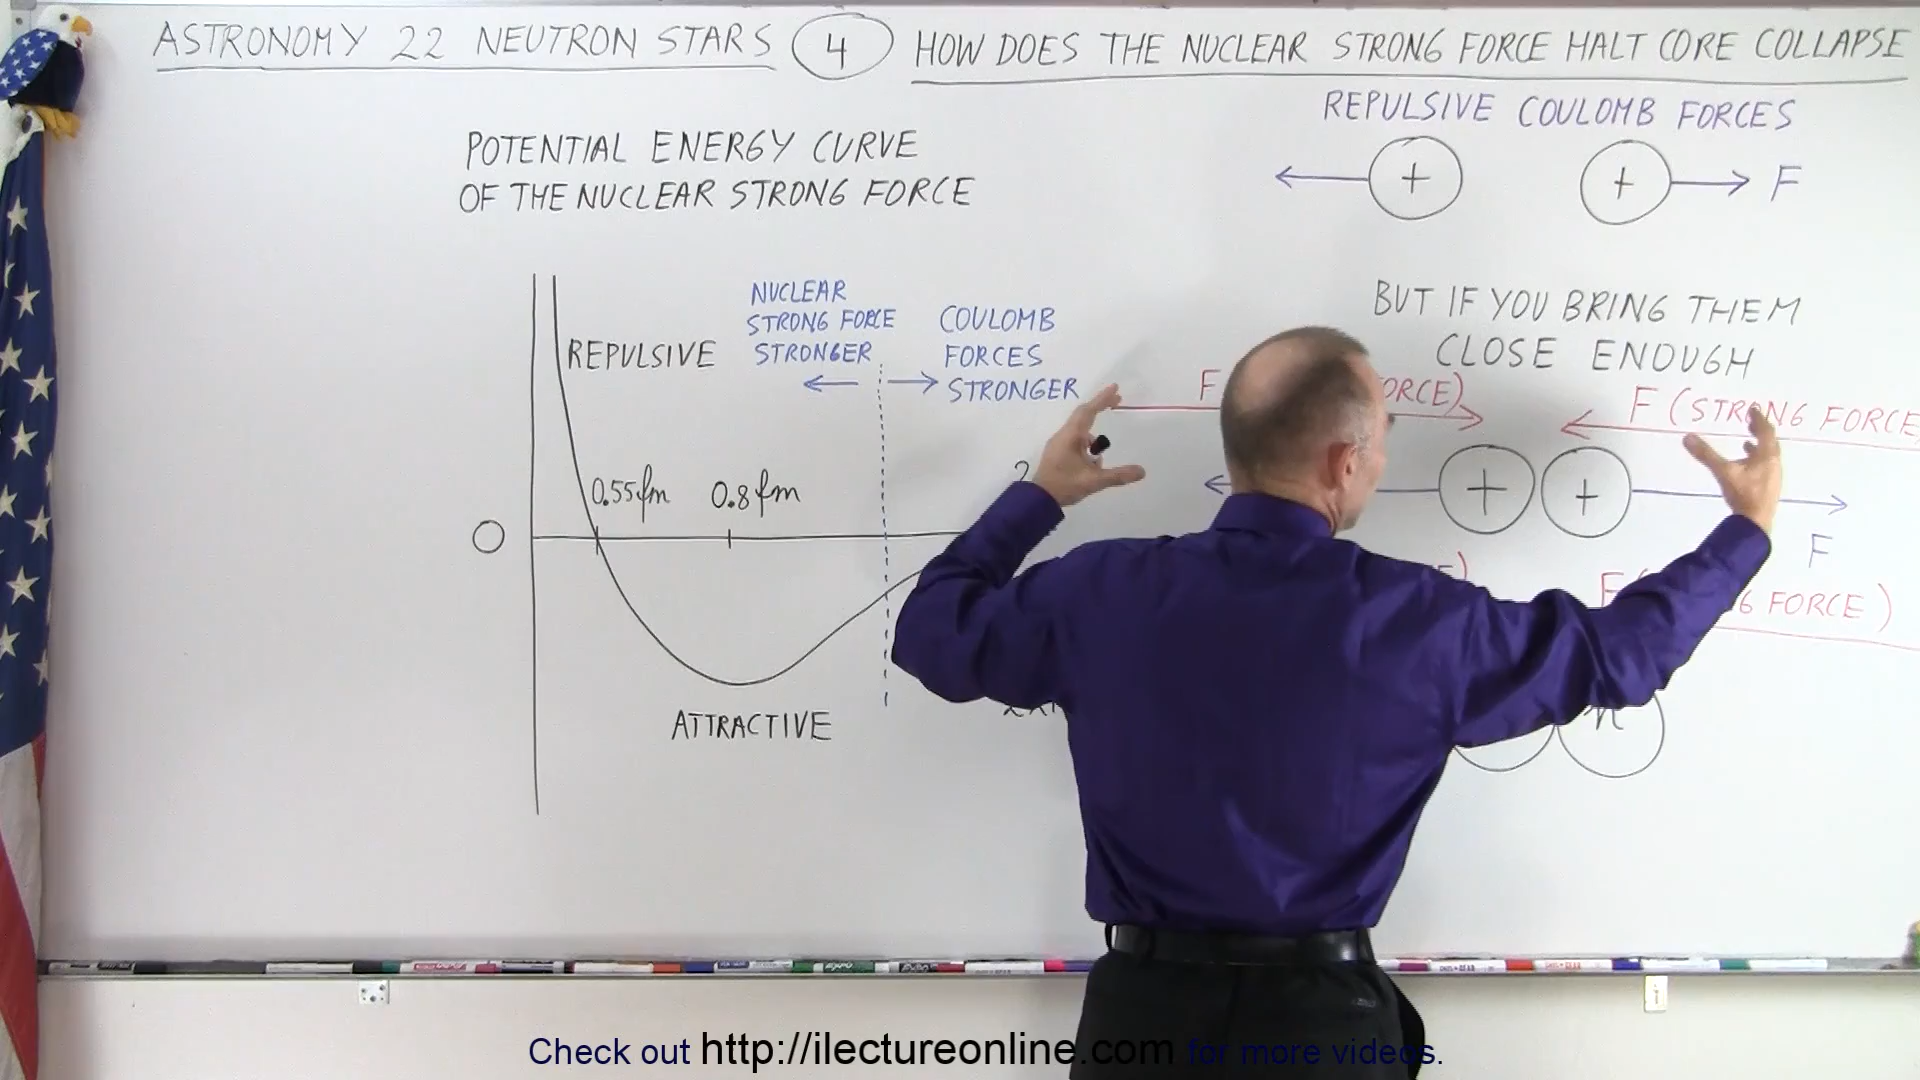 ASTRONOMY 22 NEUTRON STARS 4 HOW DOES THE NUCLEAR STRONG FORCE HALT CORE COLLAPSE
REPULSIVE COULOMB FORCES
+ + F
POTENTIAL ENERGY CURVE
OF THE NUCLEAR STRONG FORCE
NUCLEAR
STRONG FORCE
STRONGER
COULOMB
FORCES
STRONGER
REPULSIVE
0.55fm 0.8fm
O
ATTRACTIVE
BUT IF YOU BRING THEM
CLOSE ENOUGH
F FORCE) F (STRONG FORCE
+ + F
F FORCE)
n
Check out http://ilectureonline.com for more videos.